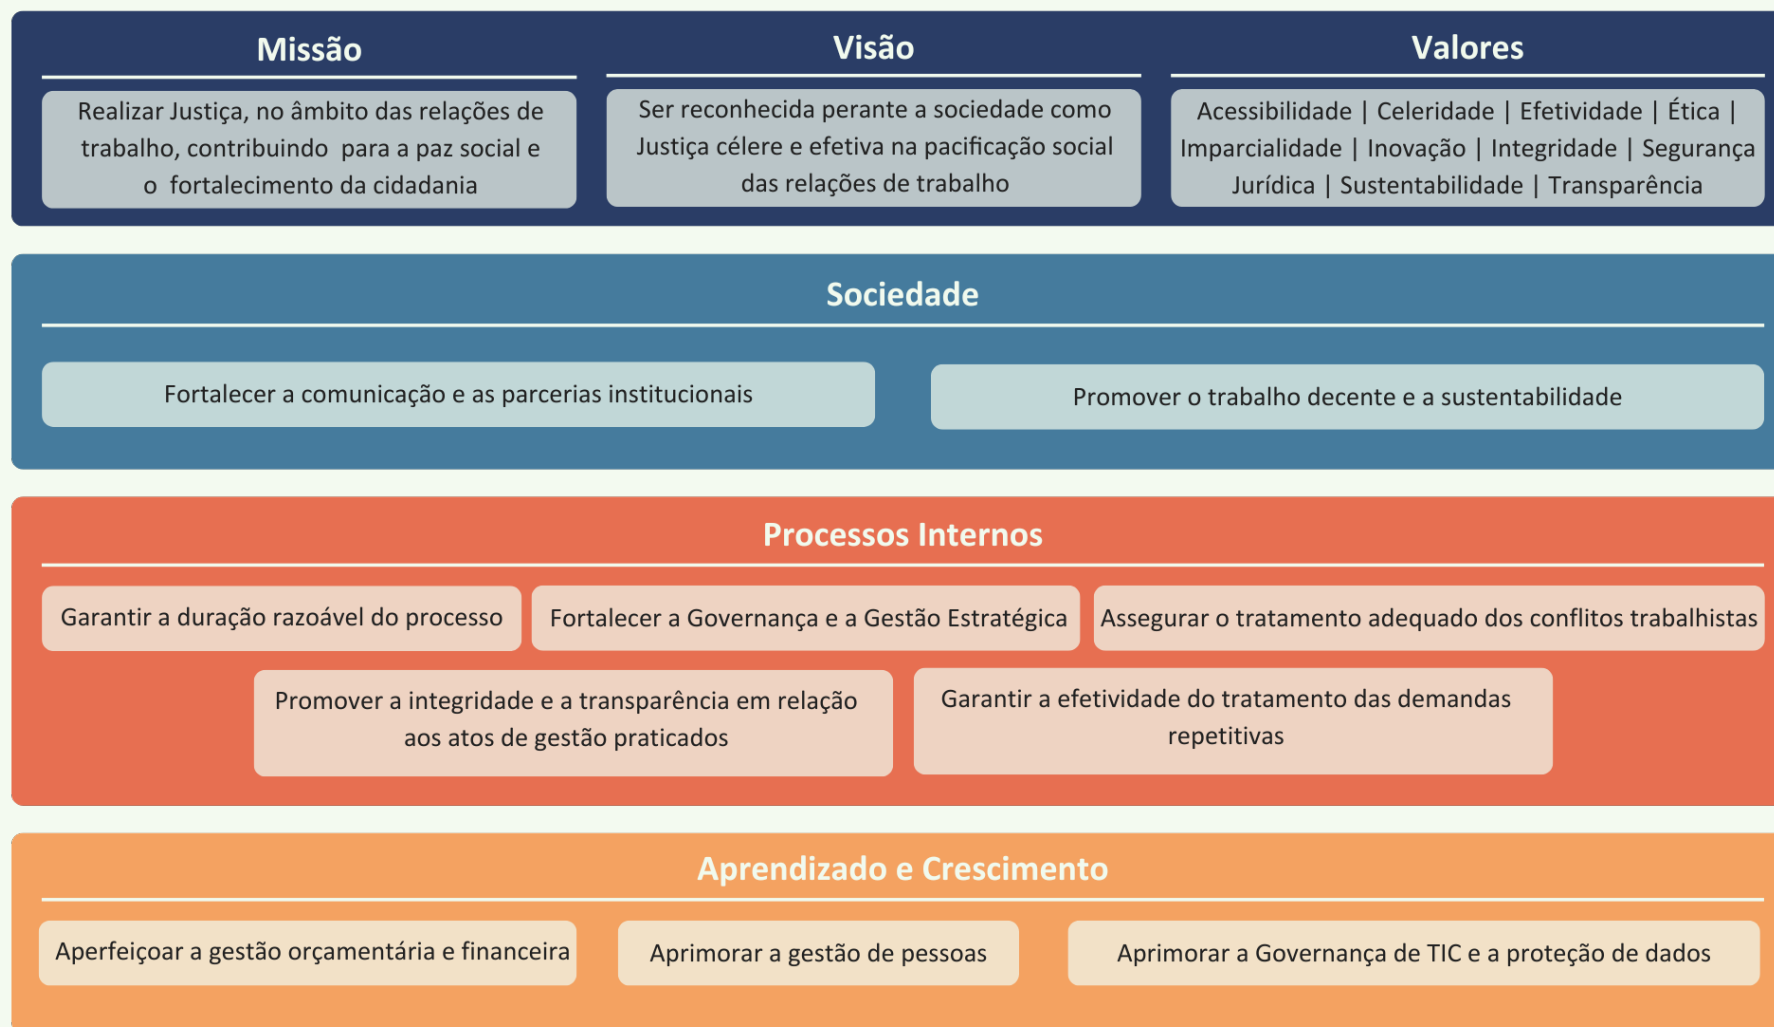 Missão
Realizar Justiça, no âmbito das relações de
trabalho, contribuindo para a paz social e
o fortalecimento da cidadania
Visão
Ser reconhecida perante a sociedade como
Justiça célere e efetiva na pacificação social
das relações de trabalho
Valores
Acessibilidade | Celeridade | Efetividade | Ética |
Imparcialidade | Inovação | Integridade | Segurança
Jurídica | Sustentabilidade | Transparência
Sociedade
Fortalecer a comunicação e as parcerias institucionais
Promover o trabalho decente e a sustentabilidade
Processos Internos
Garantir a duração razoável do processo
Fortalecer a Governança e a Gestão Estratégica
Assegurar o tratamento adequado dos conflitos trabalhistas
Promover a integridade e a transparência em relação
aos atos de gestão praticados
Garantir a efetividade do tratamento das demandas
repetitivas
Aprendizado e Crescimento
Aperfeiçoar a gestão orçamentária e financeira
Aprimorar a gestão de pessoas
Aprimorar a Governança de TIC e a proteção de dados